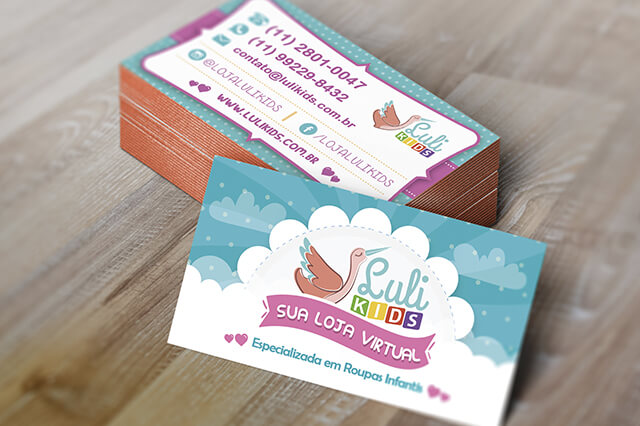 (11) 2801-0047
(11) 99229-8432
contato@lulikids.com.br
@LOJALULIKIDS | /LOJALULIKIDS
WWW.LULIKIDS.COM.BR
Luli
KIDS
Luli
KIDS
SUA LOJA VIRTUAL
Especializada em Roupas Infantis